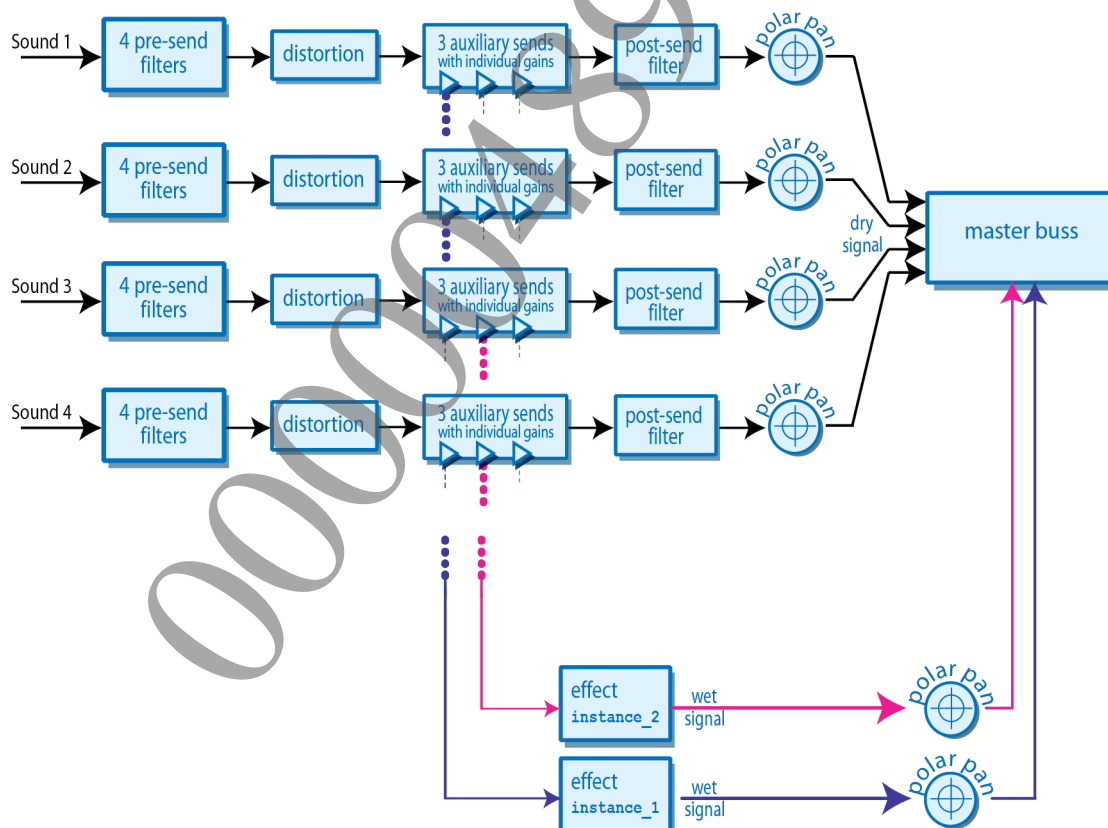 Sound 1
4 pre-send
filters
distortion
3 auxiliary sends
with individual gains
post-send
filter
polar pan
Sound 2
4 pre-send
filters
distortion
3 auxiliary sends
with individual gains
post-send
filter
polar pan
dry
signal
master buss
Sound 3
4 pre-send
filters
distortion
3 auxiliary sends
with individual gains
post-send
filter
polar pan
Sound 4
4 pre-send
filters
distortion
3 auxiliary sends
with individual gains
post-send
filter
polar pan
effect
instance_2
wet
signal
polar pan
effect
instance_1
wet
signal
polar pan
00000489